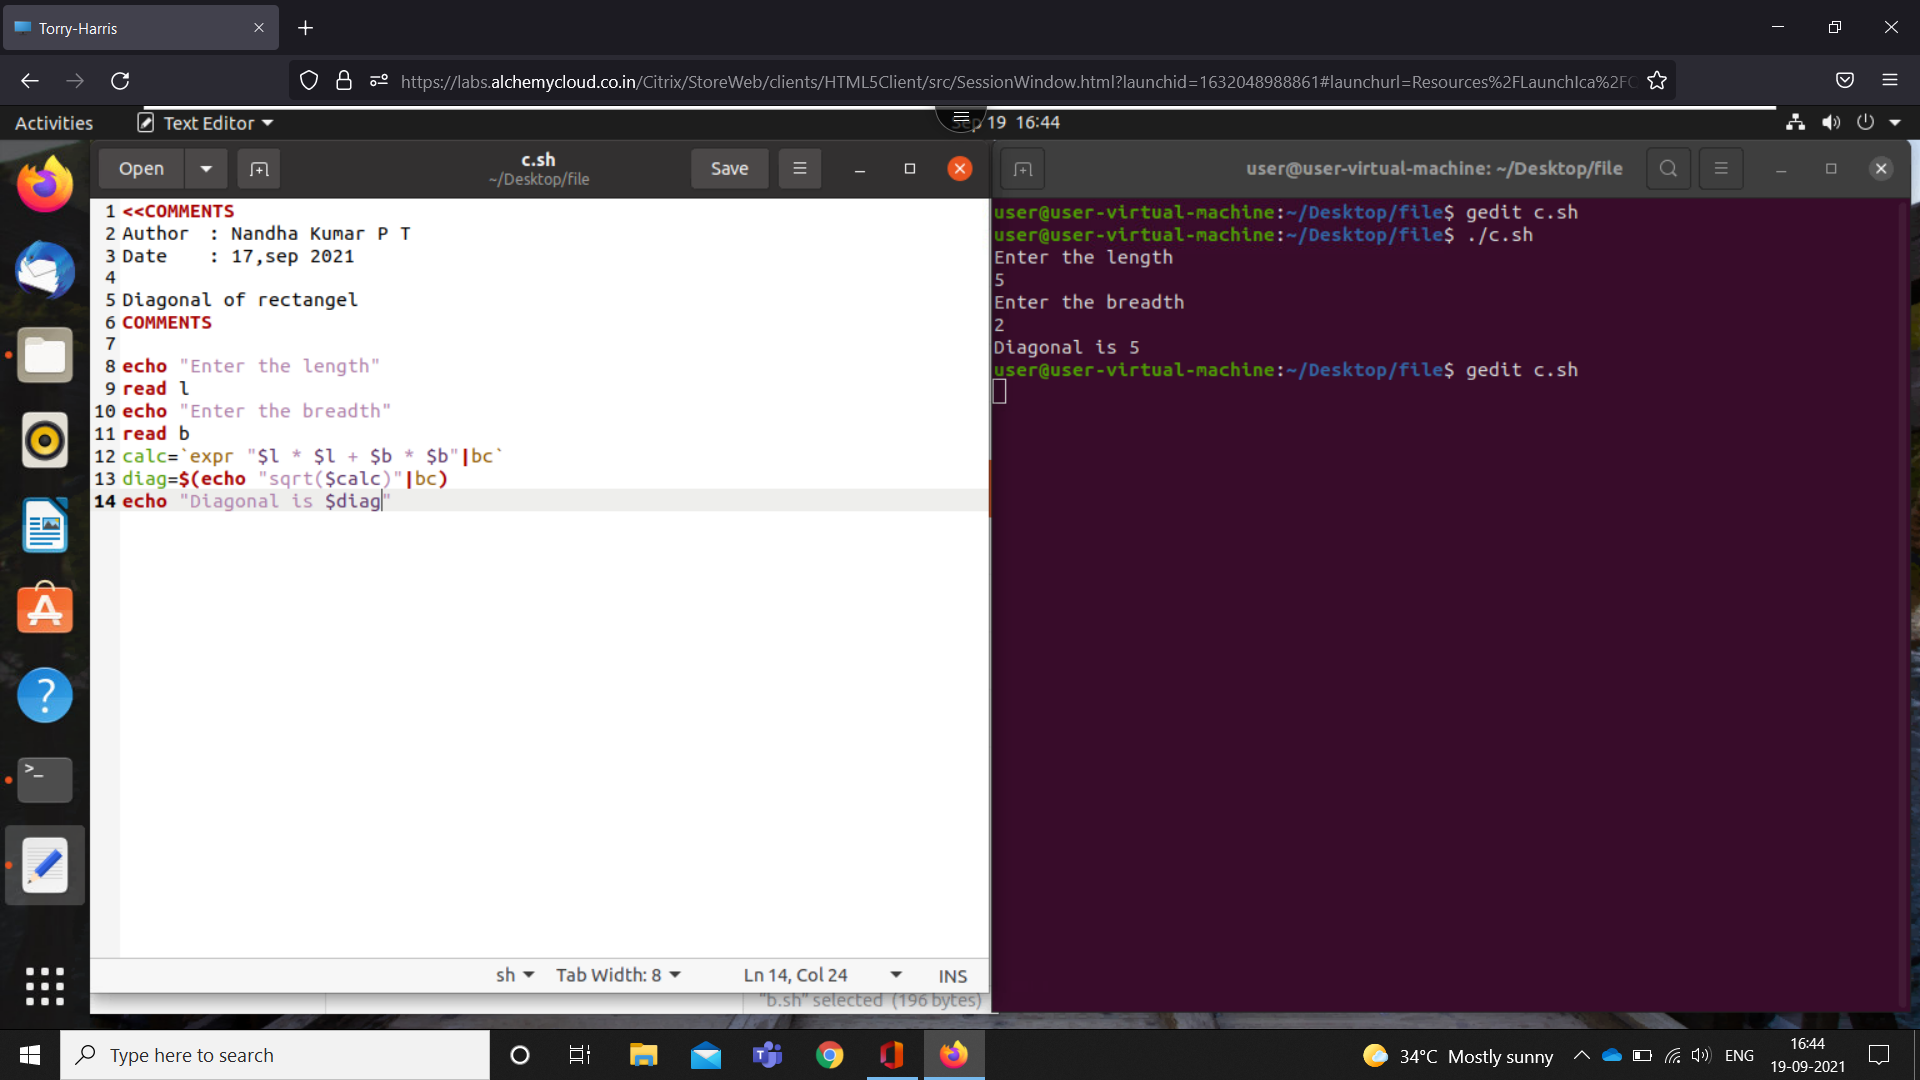 Torry-Harris
https://labs.alchemycloud.co.in/Citrix/StoreWeb/clients/HTML5Client/src/SessionWindow.html?launchid=1632048988861#launchurl=Resources%2FLaunchIca%2FC
Activities
Text Editor
Sep 19 16:44
Open
c.sh
~/Desktop/file
Save
1 <<COMMENTS
2 Author  : Nandha Kumar P T
3 Date    : 17,sep 2021
4
5 Diagonal of rectangel
6 COMMENTS
7
8 echo "Enter the length"
9 read l
10 echo "Enter the breadth"
11 read b
12 calc=`expr "$l * $l + $b * $b"|bc`
13 diag=$(echo "sqrt($calc)"|bc)
14 echo "Diagonal is $diag"
sh
Tab Width: 8
Ln 14, Col 24
INS
"b.sh" selected (196 bytes)
user@user-virtual-machine: ~/Desktop/file
user@user-virtual-machine:~/Desktop/file$ gedit c.sh
user@user-virtual-machine:~/Desktop/file$ ./c.sh
Enter the length
5
Enter the breadth
2
Diagonal is 5
user@user-virtual-machine:~/Desktop/file$ gedit c.sh
Type here to search
34°C Mostly sunny
ENG
16:44
19-09-2021